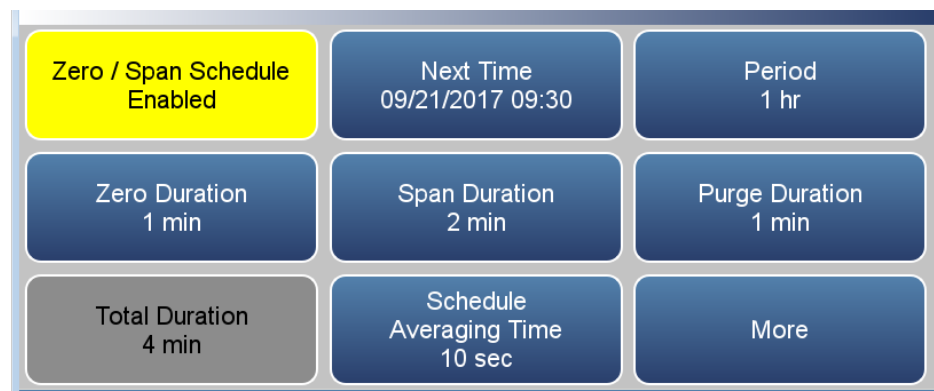 Zero / Span Schedule
Enabled
Next Time
09/21/2017 09:30
Period
1 hr
Zero Duration
1 min
Span Duration
2 min
Purge Duration
1 min
Total Duration
4 min
Schedule
Averaging Time
10 sec
More